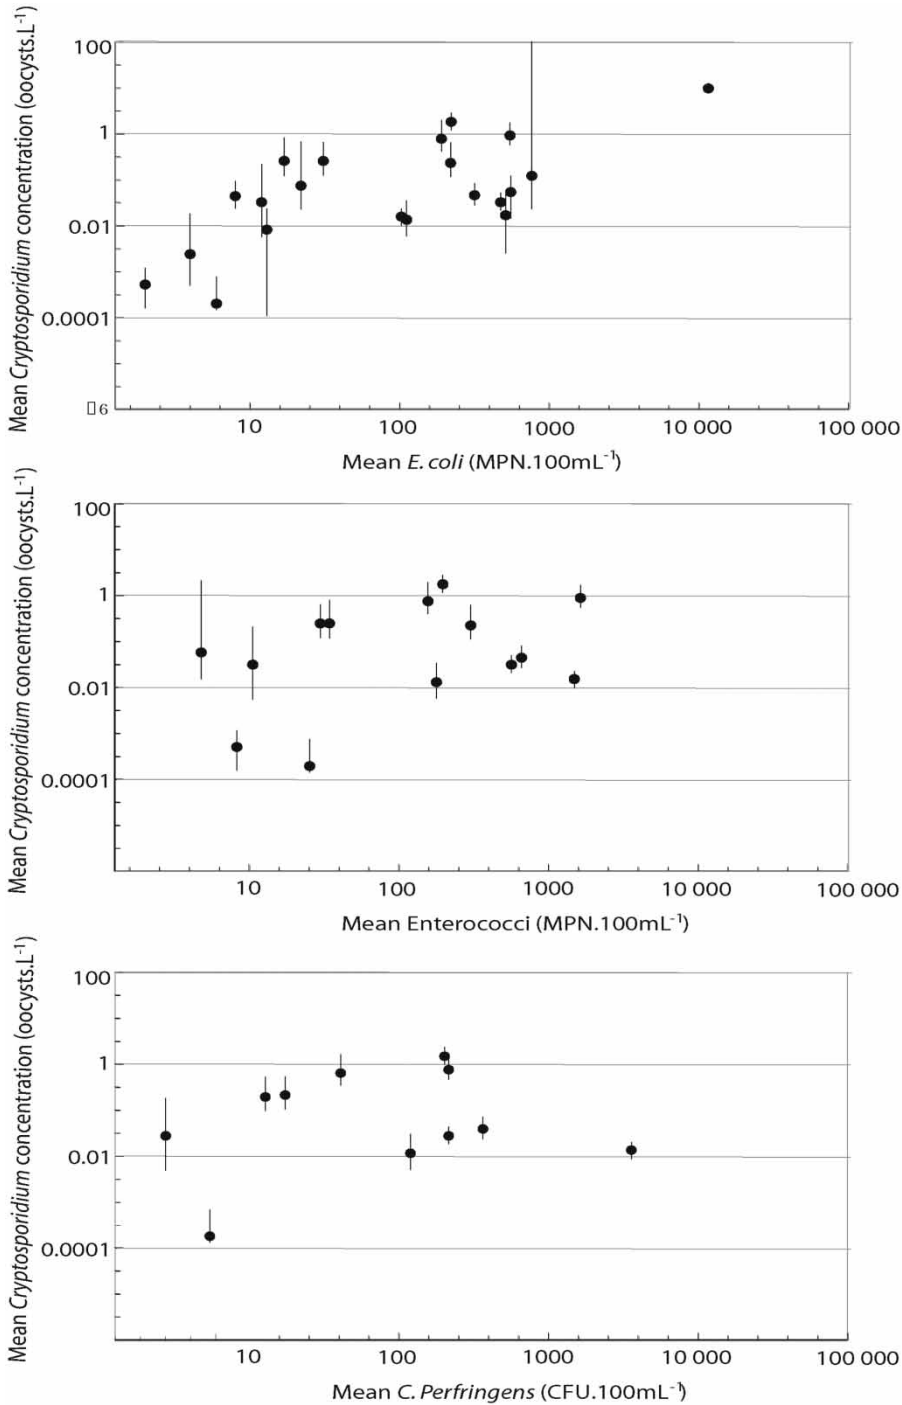 Mean Cryptosporidium concentration (oocysts.L⁻¹)
100
1
0.01
0.0001
6
10 100 1000 10 000 100 000
Mean E. coli (MPN.100mL⁻¹)
Mean Cryptosporidium concentration (oocysts.L⁻¹)
100
1
0.01
0.0001
10 100 1000 10 000 100 000
Mean Enterococci (MPN.100mL⁻¹)
Mean Cryptosporidium concentration (oocysts.L⁻¹)
100
1
0.01
0.0001
10 100 1000 10 000 100 000
Mean C. Perfringens (CFU.100mL⁻¹)